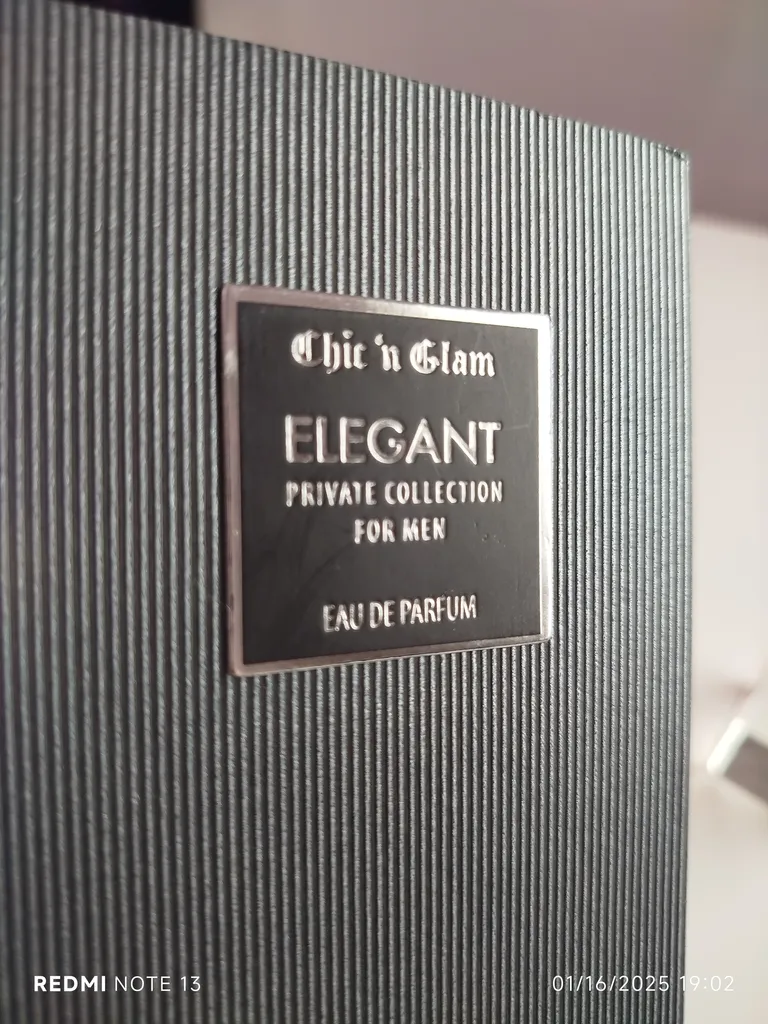 Chic 'n Glam
ELEGANT
PRIVATE COLLECTION
FOR MEN
EAU DE PARFUM
REDMI NOTE 13
01/16/2025 19:02